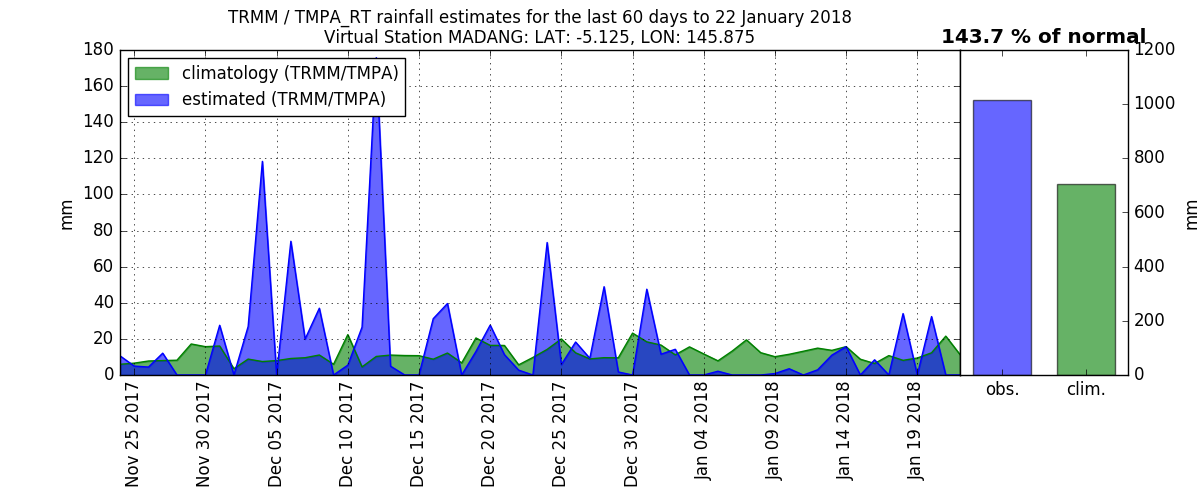 TRMM / TMPA_RT rainfall estimates for the last 60 days to 22 January 2018
Virtual Station MADANG: LAT: -5.125, LON: 145.875
143.7 % of normal
climatology (TRMM/TMPA)
estimated (TRMM/TMPA)
mm
180
160
140
120
100
80
60
40
20
0
Nov 25 2017
Nov 30 2017
Dec 05 2017
Dec 10 2017
Dec 15 2017
Dec 20 2017
Dec 25 2017
Dec 30 2017
Jan 04 2018
Jan 09 2018
Jan 14 2018
Jan 19 2018
obs.
clim.
1200
1000
800
600
400
200
0
mm